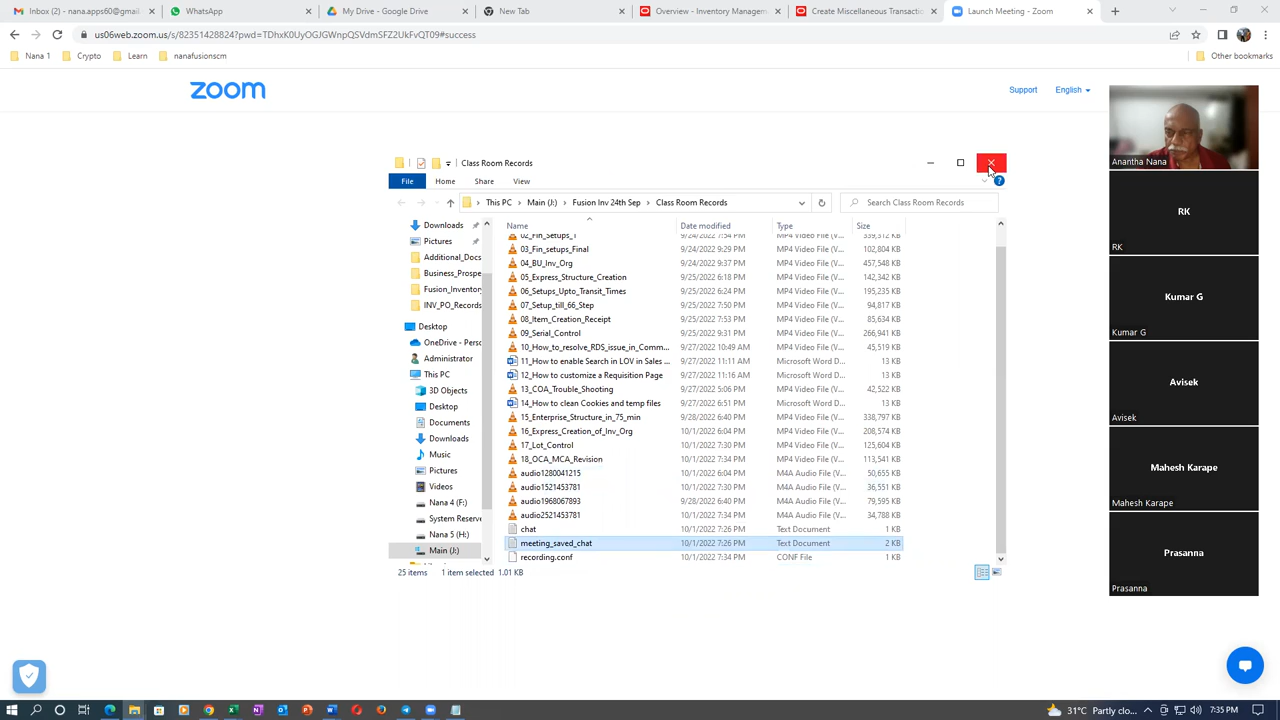 Inbox (2) - nana.apps60@gmail
WhatsApp
My Drive - Google Drive
New Tab
Overview - Inventory Managem
Create Miscellaneous Transactio
Launch Meeting - Zoom
us06web.zoom.us/s/82351428824?pwd=TDhxK0UyOGJGWnpQSVdmSFZ2UkFvQT09#success
Nana 1
Crypto
Learn
nanafusionscm
Other bookmarks
zoom
Support
English
Anantha Nana
RK
RK
Kumar G
Kumar G
Avisek
Avisek
Mahesh Karape
Mahesh Karape
Prasanna
Prasanna
Class Room Records
File Home Share View
This PC > Main (J:) > Fusion Inv 24th Sep > Class Room Records
Search Class Room Records
Downloads
Pictures
Additional_Docs
Business_Prospe
Fusion_Inventory
INV_PO_Records
Desktop
OneDrive - Perso
Administrator
This PC
3D Objects
Desktop
Documents
Downloads
Music
Pictures
Videos
Nana 4 (F:)
System Reserve
Nana 5 (H:)
Main (J:)
Name Date modified Type Size
02_Fin_setups_1 9/24/2022 7:54 PM MP4 Video File (V... 339,312 KB
03_Fin_setups_Final 9/24/2022 9:29 PM MP4 Video File (V... 102,804 KB
04_BU_Inv_Org 9/24/2022 9:37 PM MP4 Video File (V... 457,548 KB
05_Express_Structure_Creation 9/25/2022 6:18 PM MP4 Video File (V... 142,342 KB
06_Setups_Upto_Transit_Times 9/25/2022 6:24 PM MP4 Video File (V... 195,235 KB
07_Setup_till_66_Step 9/25/2022 7:50 PM MP4 Video File (V... 94,817 KB
08_Item_Creation_Receipt 9/25/2022 7:53 PM MP4 Video File (V... 85,634 KB
09_Serial_Control 9/25/2022 9:31 PM MP4 Video File (V... 266,941 KB
10_How_to_resolve_RDS_issue_in_Comm... 9/27/2022 10:49 AM MP4 Video File (V... 45,519 KB
11_How to enable Search in LOV in Sales ... 9/27/2022 11:11 AM Microsoft Word D... 13 KB
12_How to customize a Requisition Page 9/27/2022 11:16 AM Microsoft Word D... 13 KB
13_COA_Trouble_Shooting 9/27/2022 5:06 PM MP4 Video File (V... 42,522 KB
14_How to clean Cookies and temp files 9/27/2022 6:51 PM Microsoft Word D... 13 KB
15_Enterprise_Structure_in_75_min 9/28/2022 6:40 PM MP4 Video File (V... 338,797 KB
16_Express_Creation_of_Inv_Org 10/1/2022 6:04 PM MP4 Video File (V... 208,574 KB
17_Lot_Control 10/1/2022 7:30 PM MP4 Video File (V... 125,604 KB
18_OCA_MCA_Revision 10/1/2022 7:34 PM MP4 Video File (V... 113,541 KB
audio1280041215 10/1/2022 6:04 PM M4A Audio File (V... 50,655 KB
audio1521453781 10/1/2022 7:30 PM M4A Audio File (V... 36,551 KB
audio1968067893 9/28/2022 6:40 PM M4A Audio File (V... 79,595 KB
audio2521453781 10/1/2022 7:34 PM M4A Audio File (V... 34,788 KB
chat 10/1/2022 7:26 PM Text Document 1 KB
meeting_saved_chat 10/1/2022 7:26 PM Text Document 2 KB
recording.conf 10/1/2022 7:34 PM CONF File 1 KB
25 items 1 item selected 1.01 KB
31°C Partly clo...
7:35 PM